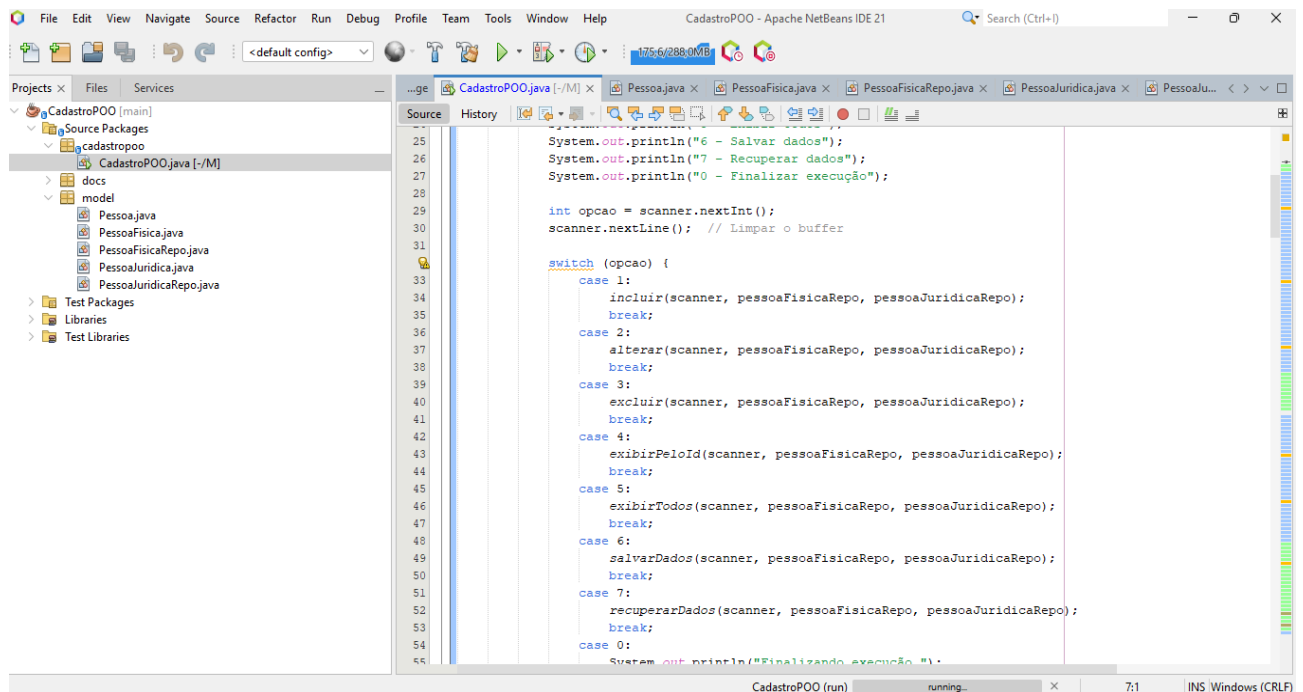 File Edit View Navigate Source Refactor Run Debug Profile Team Tools Window Help CadastroPOO - Apache NetBeans IDE 21 Search (Ctrl+I)
<default config> 175,6/288,0MB
Projects Files Services
...ge CadastroPOO.java [-/M] Pessoa.java PessoaFisica.java PessoaFisicaRepo.java PessoaJuridica.java PessoaJu...
Source History
CadastroPOO [main]
Source Packages
cadastropoo
CadastroPOO.java [-/M]
docs
model
Pessoa.java
PessoaFisica.java
PessoaFisicaRepo.java
PessoaJuridica.java
PessoaJuridicaRepo.java
Test Packages
Libraries
Test Libraries
25 System.out.println("6 - Salvar dados");
26 System.out.println("7 - Recuperar dados");
27 System.out.println("0 - Finalizar execução");
28
29 int opcao = scanner.nextInt();
30 scanner.nextLine(); // Limpar o buffer
31
switch (opcao) {
33 case 1:
34 incluir(scanner, pessoaFisicaRepo, pessoaJuridicaRepo);
35 break;
36 case 2:
37 alterar(scanner, pessoaFisicaRepo, pessoaJuridicaRepo);
38 break;
39 case 3:
40 excluir(scanner, pessoaFisicaRepo, pessoaJuridicaRepo);
41 break;
42 case 4:
43 exibirPeloId(scanner, pessoaFisicaRepo, pessoaJuridicaRepo);
44 break;
45 case 5:
46 exibirTodos(scanner, pessoaFisicaRepo, pessoaJuridicaRepo);
47 break;
48 case 6:
49 salvarDados(scanner, pessoaFisicaRepo, pessoaJuridicaRepo);
50 break;
51 case 7:
52 recuperarDados(scanner, pessoaFisicaRepo, pessoaJuridicaRepo);
53 break;
54 case 0:
55 System.out.println("Finalizando execução.");
CadastroPOO (run) running... 7:1 INS Windows (CRLF)